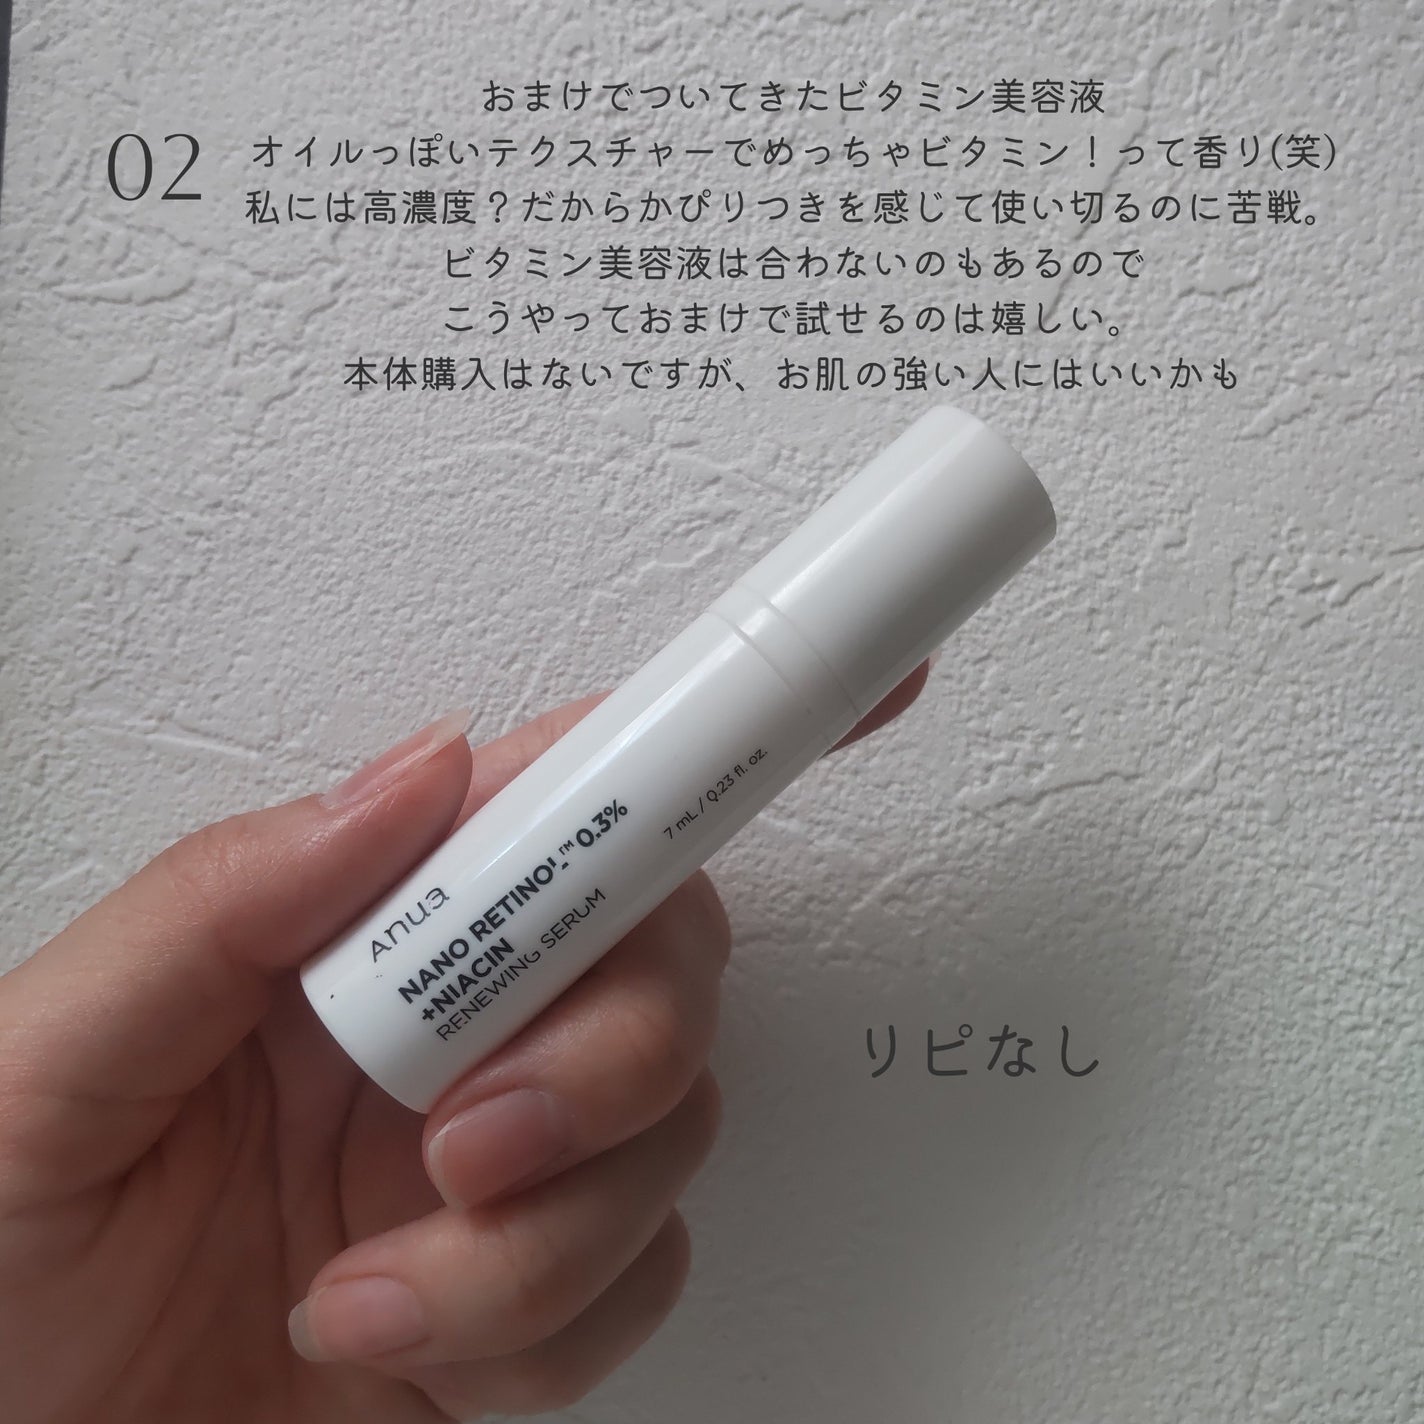 02
おまけでついてきたビタミン美容液
オイルっぽいテクスチャーでめっちゃビタミン！って香り(笑)
私には高濃度？だからかぴりつきを感じて使い切るのに苦戦。
ビタミン美容液は合わないのもあるので
こうやっておまけで試せるのは嬉しい。
本体購入はないですが、お肌の強い人にはいいかも
Anua
NANO RETINOL™ 0.3%
+NIACIN
RENEWING SERUM
7 mL / 0.23 fl. oz.
リピなし